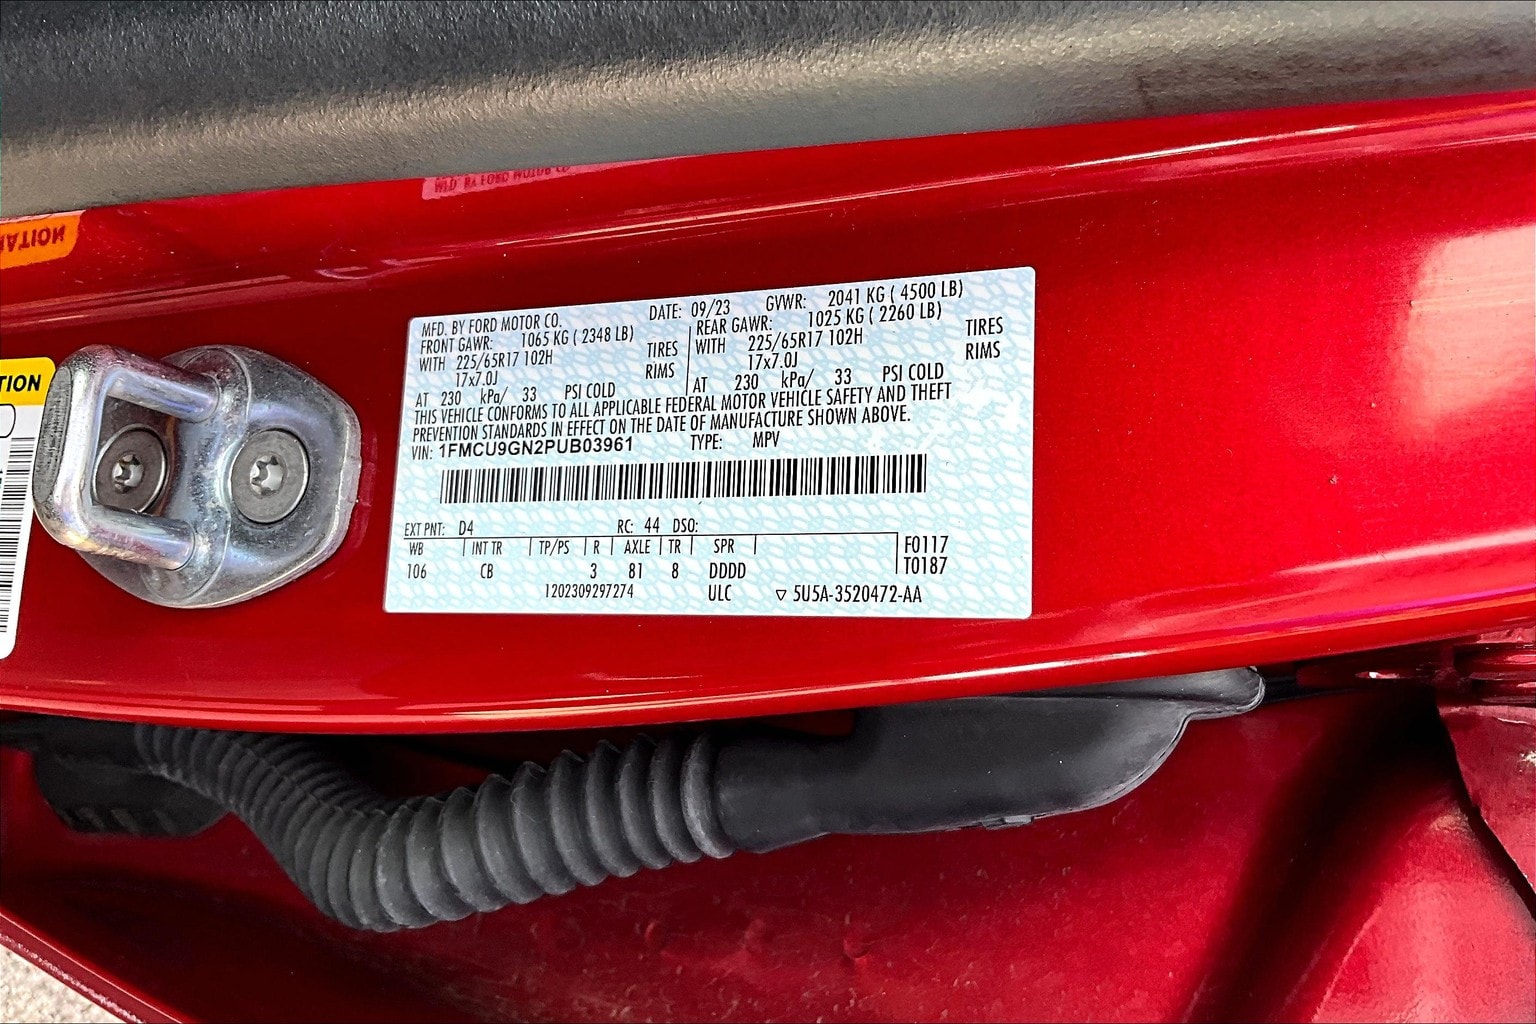 MFD. BY FORD MOTOR CO.
DATE: 09/23 GVWR: 2041 KG ( 4500 LB)
FRONT GAWR: 1065 KG ( 2348 LB)
WITH 225/65R17 102H TIRES
17x7.0J RIMS
AT 230 kPa/ 33 PSI COLD
REAR GAWR: 1025 KG ( 2260 LB)
WITH 225/65R17 102H TIRES
17x7.0J RIMS
AT 230 kPa/ 33 PSI COLD
THIS VEHICLE CONFORMS TO ALL APPLICABLE FEDERAL MOTOR VEHICLE SAFETY AND THEFT
PREVENTION STANDARDS IN EFFECT ON THE DATE OF MANUFACTURE SHOWN ABOVE.
VIN: 1FMCU9GN2PUB03961 TYPE: MPV
EXT PNT: D4 RC: 44 DSO:
WB INT TR TP/PS R AXLE TR SPR F0117
106 CB 3 81 8 DDDD T0187
1202309297274 ULC ▽ 5U5A-3520472-AA